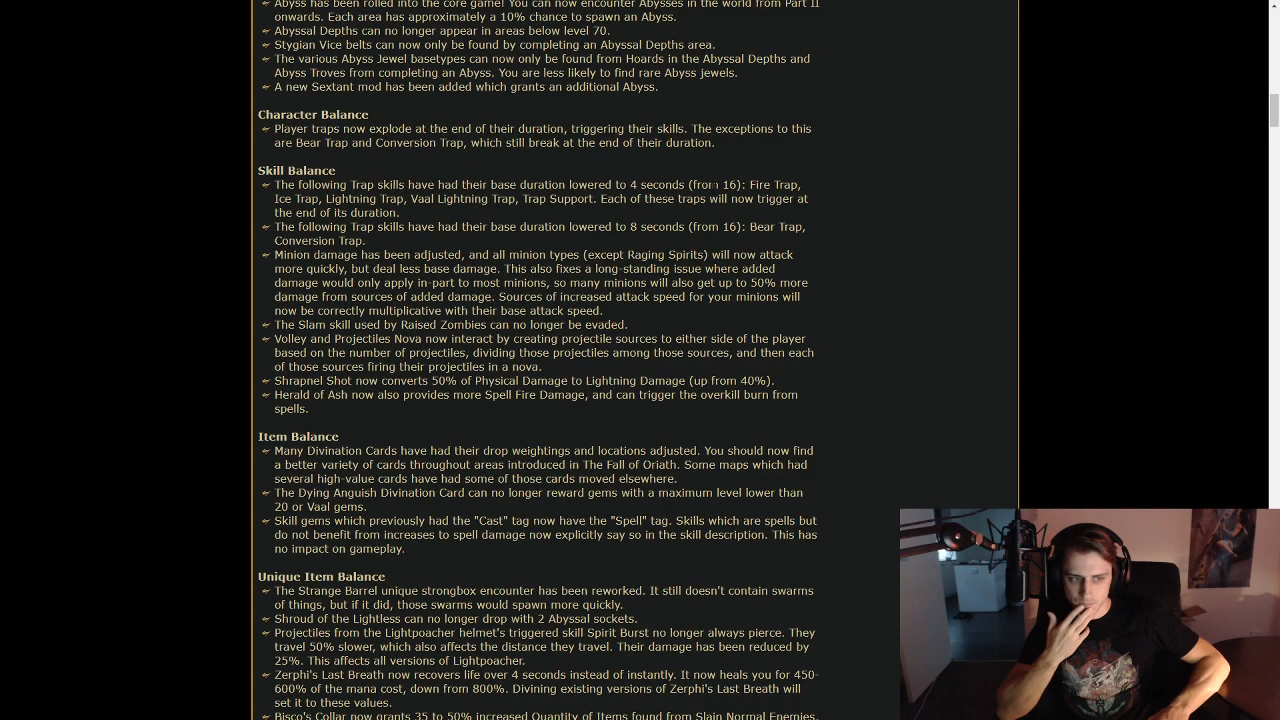 Abyss has been rolled into the core game! You can now encounter Abysses in the world from Part II
onwards. Each area has approximately a 10% chance to spawn an Abyss.
Abyssal Depths can no longer appear in areas below level 70.
Stygian Vice belts can now only be found by completing an Abyssal Depths area.
The various Abyss Jewel basetypes can now only be found from Hoards in the Abyssal Depths and
Abyss Troves from completing an Abyss. You are less likely to find rare Abyss jewels.
A new Sextant mod has been added which grants an additional Abyss.
Character Balance
Player traps now explode at the end of their duration, triggering their skills. The exceptions to this
are Bear Trap and Conversion Trap, which still break at the end of their duration.
Skill Balance
The following Trap skills have had their base duration lowered to 4 seconds (from 16): Fire Trap,
Ice Trap, Lightning Trap, Vaal Lightning Trap, Trap Support. Each of these traps will now trigger at
the end of its duration.
The following Trap skills have had their base duration lowered to 8 seconds (from 16): Bear Trap,
Conversion Trap.
Minion damage has been adjusted, and all minion types (except Raging Spirits) will now attack
more quickly, but deal less base damage. This also fixes a long-standing issue where added
damage would only apply in-part to most minions, so many minions will also get up to 50% more
damage from sources of added damage. Sources of increased attack speed for your minions will
now be correctly multiplicative with their base attack speed.
The Slam skill used by Raised Zombies can no longer be evaded.
Volley and Projectiles Nova now interact by creating projectile sources to either side of the player
based on the number of projectiles, dividing those projectiles among those sources, and then each
of those sources firing their projectiles in a nova.
Shrapnel Shot now converts 50% of Physical Damage to Lightning Damage (up from 40%).
Herald of Ash now also provides more Spell Fire Damage, and can trigger the overkill burn from
spells.
Item Balance
Many Divination Cards have had their drop weightings and locations adjusted. You should now find
a better variety of cards throughout areas introduced in The Fall of Oriath. Some maps which had
several high-value cards have had some of those cards moved elsewhere.
The Dying Anguish Divination Card can no longer reward gems with a maximum level lower than
20 or Vaal gems.
Skill gems which previously had the "Cast" tag now have the "Spell" tag. Skills which are spells but
do not benefit from increases to spell damage now explicitly say so in the skill description. This has
no impact on gameplay.
Unique Item Balance
The Strange Barrel unique strongbox encounter has been reworked. It still doesn't contain swarms
of things, but if it did, those swarms would spawn more quickly.
Shroud of the Lightless can no longer drop with 2 Abyssal sockets.
Projectiles from the Lightpoacher helmet's triggered skill Spirit Burst no longer always pierce. They
travel 50% slower, which also affects the distance they travel. Their damage has been reduced by
25%. This affects all versions of Lightpoacher.
Zerphi's Last Breath now recovers life over 4 seconds instead of instantly. It now heals you for 450-
600% of the mana cost, down from 800%. Divining existing versions of Zerphi's Last Breath will
set it to these values.
Bisco's Collar now grants 35 to 50% increased Quantity of Items found from Slain Normal Enemies,